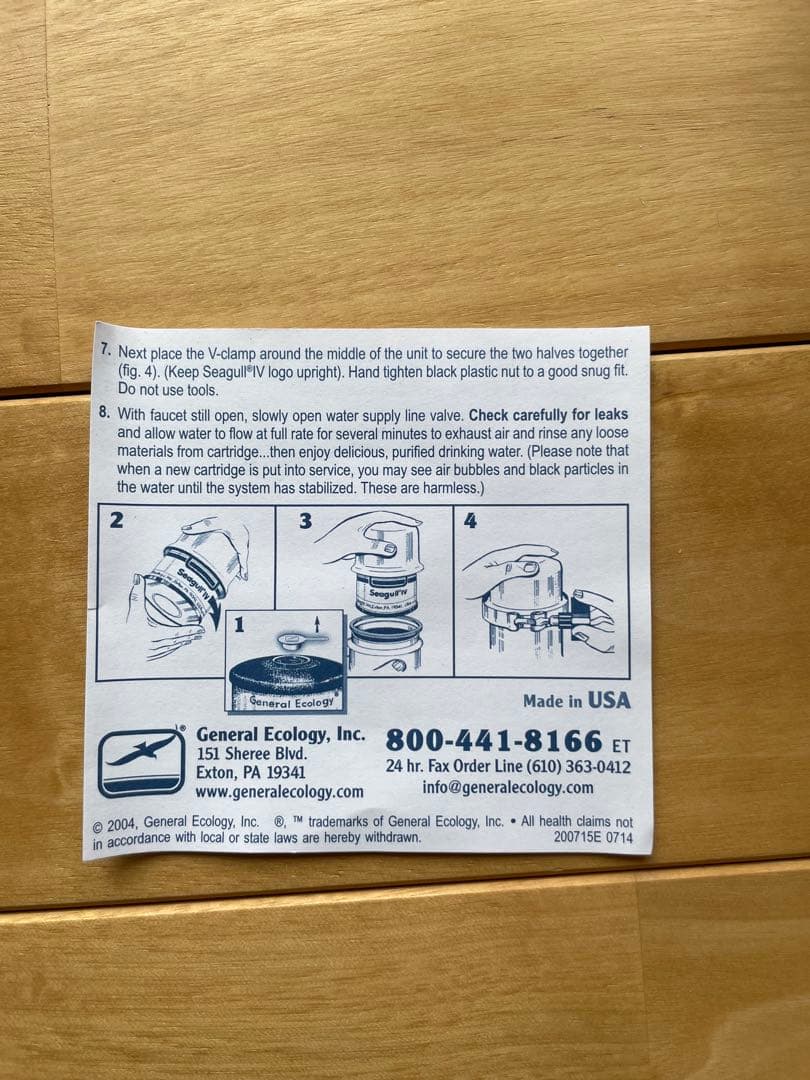 7. Next place the V-clamp around the middle of the unit to secure the two halves together
(fig. 4). (Keep Seagull®IV logo upright). Hand tighten black plastic nut to a good snug fit.
Do not use tools.
8. With faucet still open, slowly open water supply line valve. Check carefully for leaks
and allow water to flow at full rate for several minutes to exhaust air and rinse any loose
materials from cartridge...then enjoy delicious, purified drinking water. (Please note that
when a new cartridge is put into service, you may see air bubbles and black particles in
the water until the system has stabilized. These are harmless.)
2
Seagull IV
3
Seagull IV
4
1
General Ecology®
Made in USA
®
General Ecology, Inc.
151 Sheree Blvd.
Exton, PA 19341
www.generalecology.com
800-441-8166 ET
24 hr. Fax Order Line (610) 363-0412
info@generalecology.com
© 2004, General Ecology, Inc. ®, ™ trademarks of General Ecology, Inc. • All health claims not
in accordance with local or state laws are hereby withdrawn.
200715E 0714